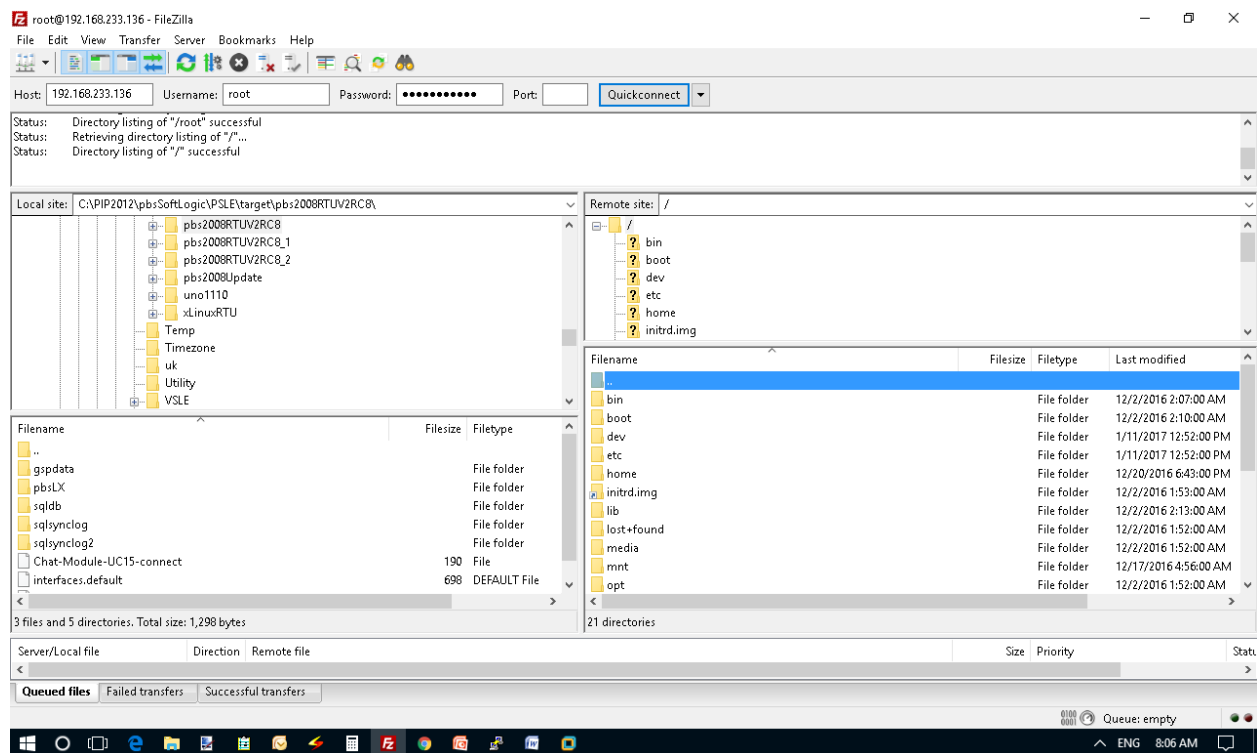 root@192.168.233.136 - FileZilla
File Edit View Transfer Server Bookmarks Help
Host: 192.168.233.136 Username: root Password: ●●●●●●●●●●● Port: Quickconnect
Status: Directory listing of "/root" successful
Status: Retrieving directory listing of "/"...
Status: Directory listing of "/" successful
Local site: C:\PIP2012\pbsSoftLogic\PSLE\target\pbs2008RTUV2RC8\
pbs2008RTUV2RC8
pbs2008RTUV2RC8_1
pbs2008RTUV2RC8_2
pbs2008Update
uno1110
xLinuxRTU
Temp
Timezone
uk
Utility
VSLE
Filename Filesize Filetype
..
gspdata File folder
pbsLX File folder
sqldb File folder
sqlsynclog File folder
sqlsynclog2 File folder
Chat-Module-UC15-connect 190 File
interfaces.default 698 DEFAULT File
3 files and 5 directories. Total size: 1,298 bytes
Remote site: /
/
? bin
? boot
? dev
? etc
? home
? initrd.img
Filename Filesize Filetype Last modified
..
bin File folder 12/2/2016 2:07:00 AM
boot File folder 12/2/2016 2:10:00 AM
dev File folder 1/11/2017 12:52:00 PM
etc File folder 1/11/2017 12:52:00 PM
home File folder 12/20/2016 6:43:00 PM
initrd.img File folder 12/2/2016 1:53:00 AM
lib File folder 12/2/2016 2:13:00 AM
lost+found File folder 12/2/2016 1:52:00 AM
media File folder 12/2/2016 1:52:00 AM
mnt File folder 12/17/2016 4:56:00 AM
opt File folder 12/2/2016 1:52:00 AM
21 directories
Server/Local file Direction Remote file Size Priority Statu
Queued files Failed transfers Successful transfers
Queue: empty
ENG 8:06 AM